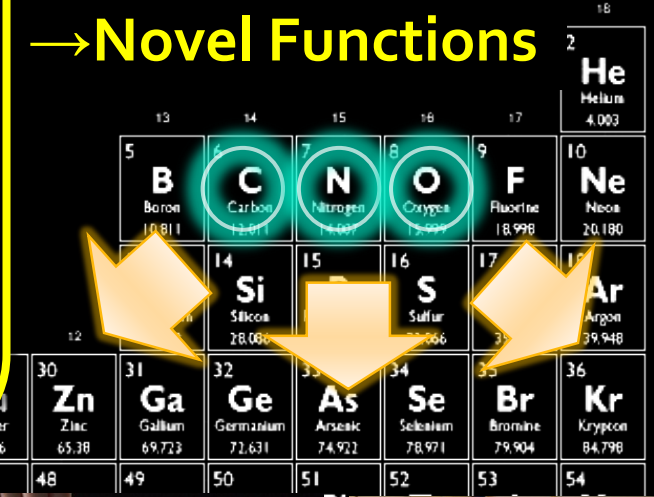 →Novel Functions
18
2
He
Helium
4.003
13 14 15 16 17
5 6 7 8 9 10
B C N O F Ne
Boron Carbon Nitrogen Oxygen Fluorine Neon
10.811 12.011 14.007 15.999 18.998 20.180
14 15 16 17
Si S Ar
Silicon Sulfur Argon
28.086 39.948
12
30 31 32 33 34 35 36
Zn Ga Ge As Se Br Kr
Zinc Gallium Germanium Arsenic Selenium Bromine Krypton
65.38 69.723 72.631 74.922 78.971 79.904 84.798
48 49 50 51 52 53 54